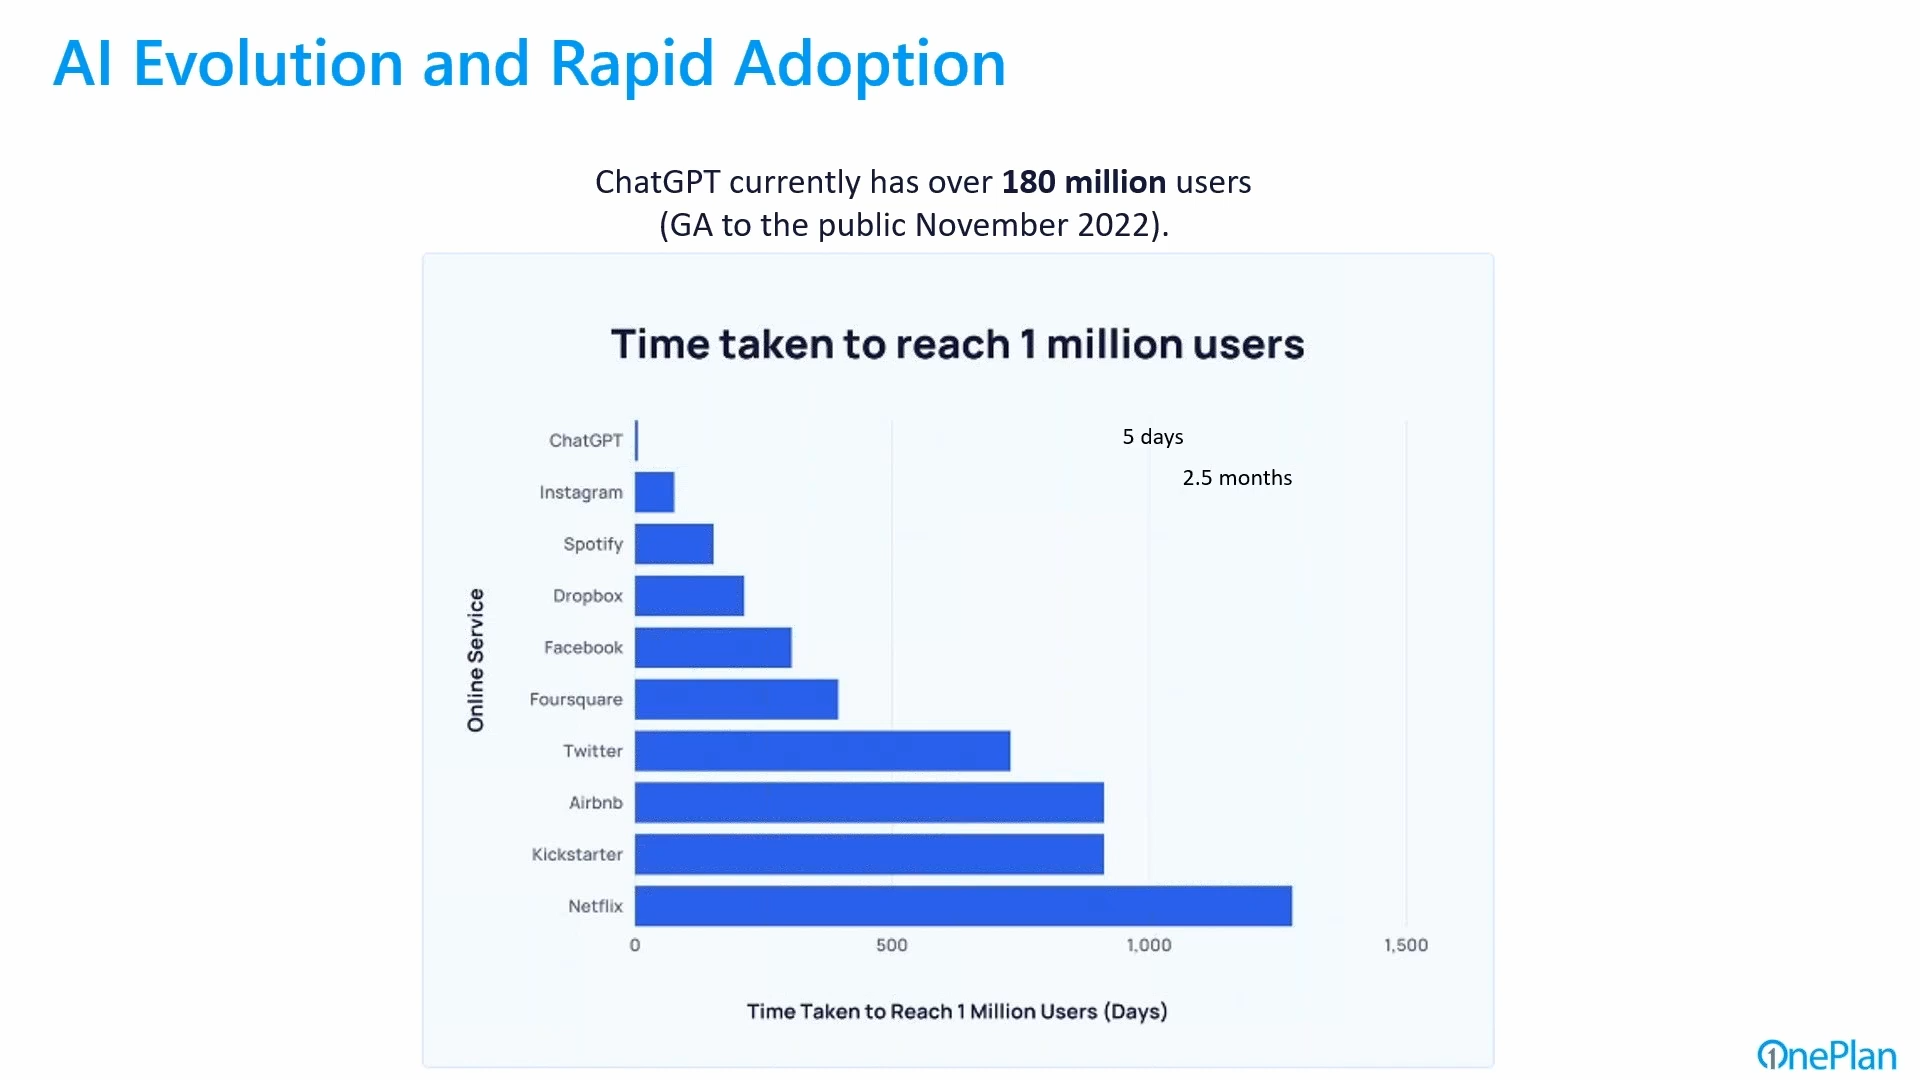 AI Evolution and Rapid Adoption
ChatGPT currently has over 180 million users
(GA to the public November 2022).
Time taken to reach 1 million users
Online Service
ChatGPT
5 days
Instagram
2.5 months
Spotify
Dropbox
Facebook
Foursquare
Twitter
Airbnb
Kickstarter
Netflix
0 500 1,000 1,500
Time Taken to Reach 1 Million Users (Days)
OnePlan